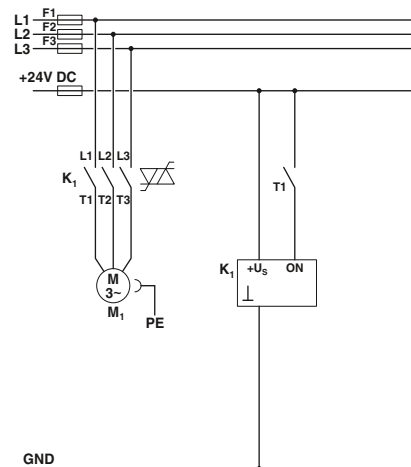 L1 F1
L2 F2
L3 F3
+24V DC
L1 L2 L3
K₁
T1 T2 T3
T1
M
3~
M₁
PE
K₁
+Uₛ ON
GND